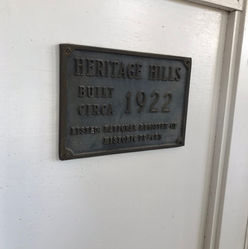 HERITAGE HILLS
BUILT
CIRCA 1922
LISTED NATIONAL REGISTER OF
HISTORIC PLACES